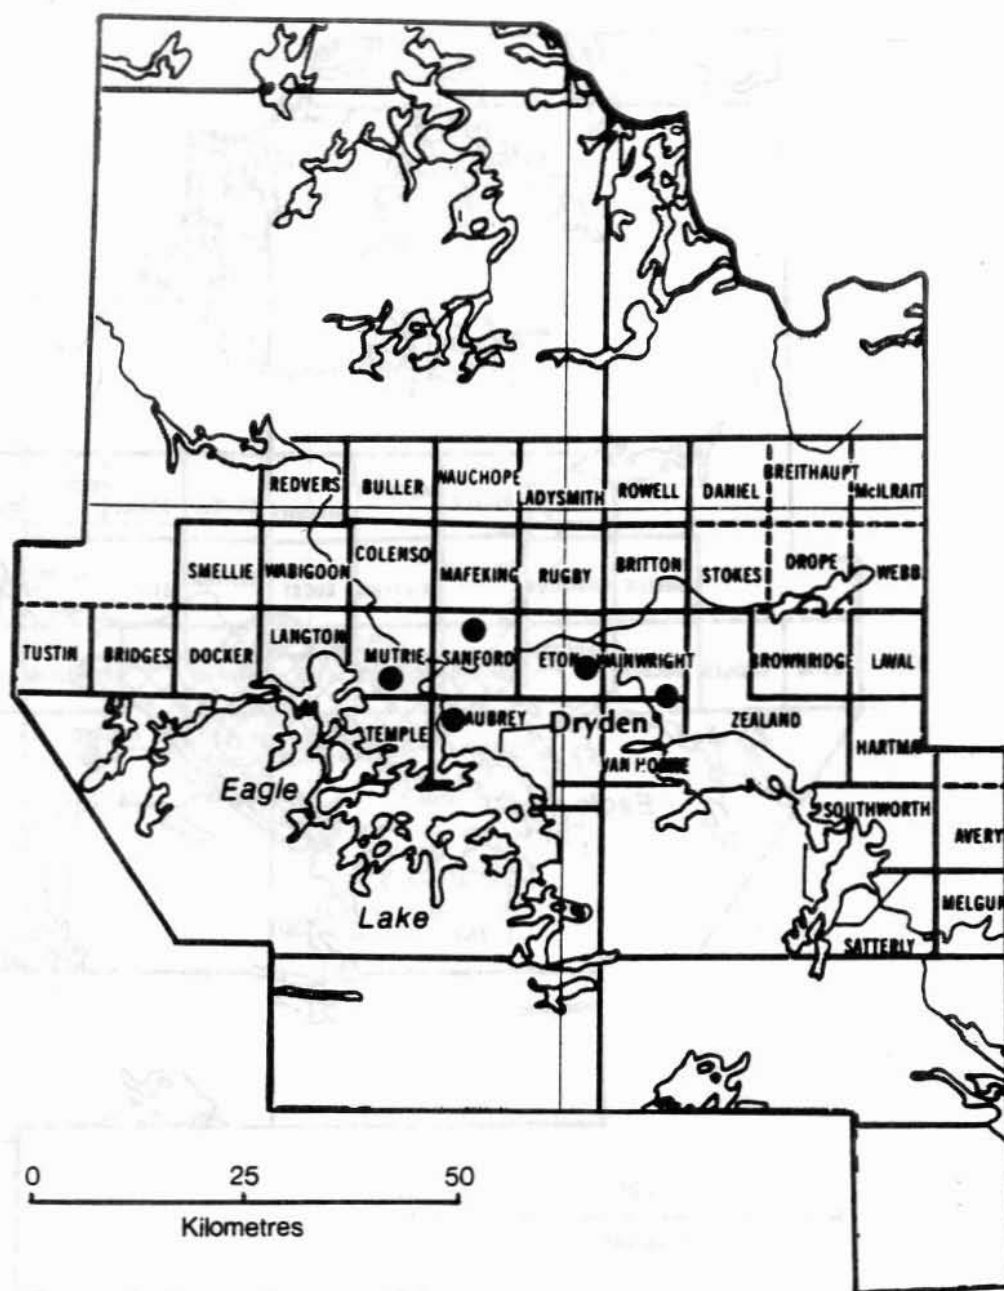 REDVERS
BULLER
WAUCHOPE
LADYSMITH
ROWELL
DANIEL
BREITHAUPT
McILRAIT
SMELLIE
WABIGOON
COLENSO
MAFEKING
RUGBY
BRITTON
STOKES
DROPE
WEBB
TUSTIN
BRIDGES
DOCKER
LANGTON
MUTRIE
SANFORD
ETON
WAINWRIGHT
BROWNRIDGE
LAVAL
TEMPLE
AUBREY
Dryden
ZEALAND
HARTMA
VAN HORNE
Eagle
SOUTHWORTH
AVERY
Lake
MELGUN
SATTERLY
0 25 50
Kilometres